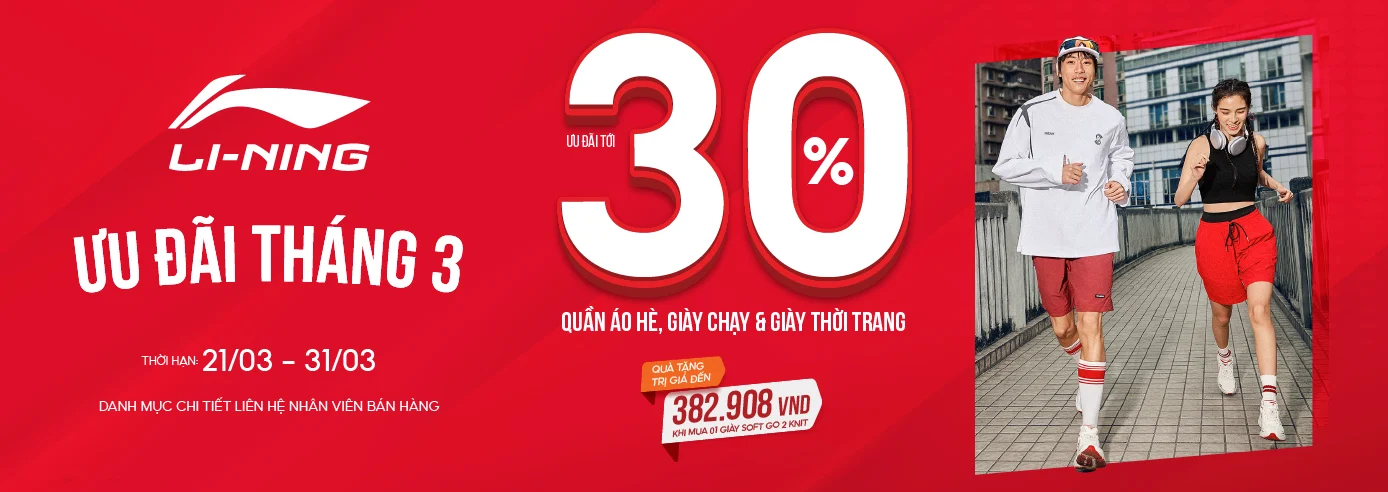 LI-NING
ƯU ĐÃI THÁNG 3
THỜI HẠN: 21/03 – 31/03
DANH MỤC CHI TIẾT LIÊN HỆ NHÂN VIÊN BÁN HÀNG
ƯU ĐÃI TỚI
30%
QUẦN ÁO HÈ, GIÀY CHẠY & GIÀY THỜI TRANG
QUÀ TẶNG
TRỊ GIÁ ĐẾN
382.908 VND
KHI MUA 01 GIÀY SOFT GO 2 KNIT